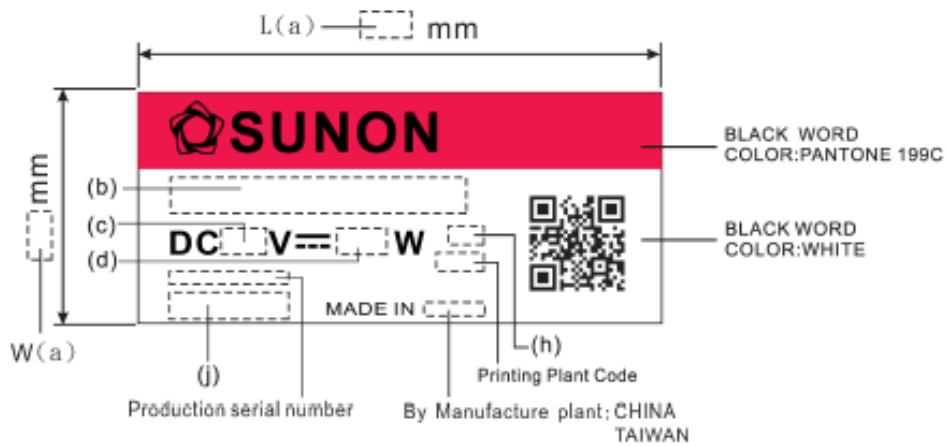 L(a) mm
SUNON
BLACK WORD
COLOR:PANTONE 199C
mm
(b)
(c)
DC V W
(d)
BLACK WORD
COLOR:WHITE
MADE IN
W(a)
(j)
(h)
Printing Plant Code
Production serial number
By Manufacture plant: CHINA
TAIWAN